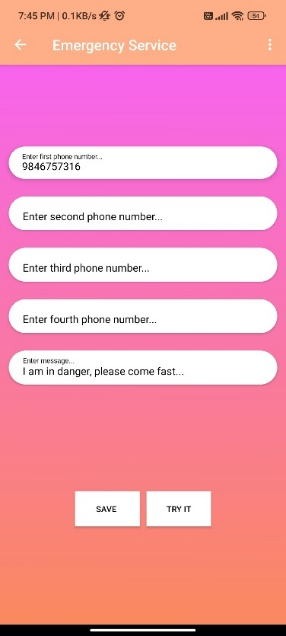 7:45 PM | 0.1KB/s
51
Emergency Service
Enter first phone number...
9846757316
Enter second phone number...
Enter third phone number...
Enter fourth phone number...
Enter message...
I am in danger, please come fast...
SAVE
TRY IT